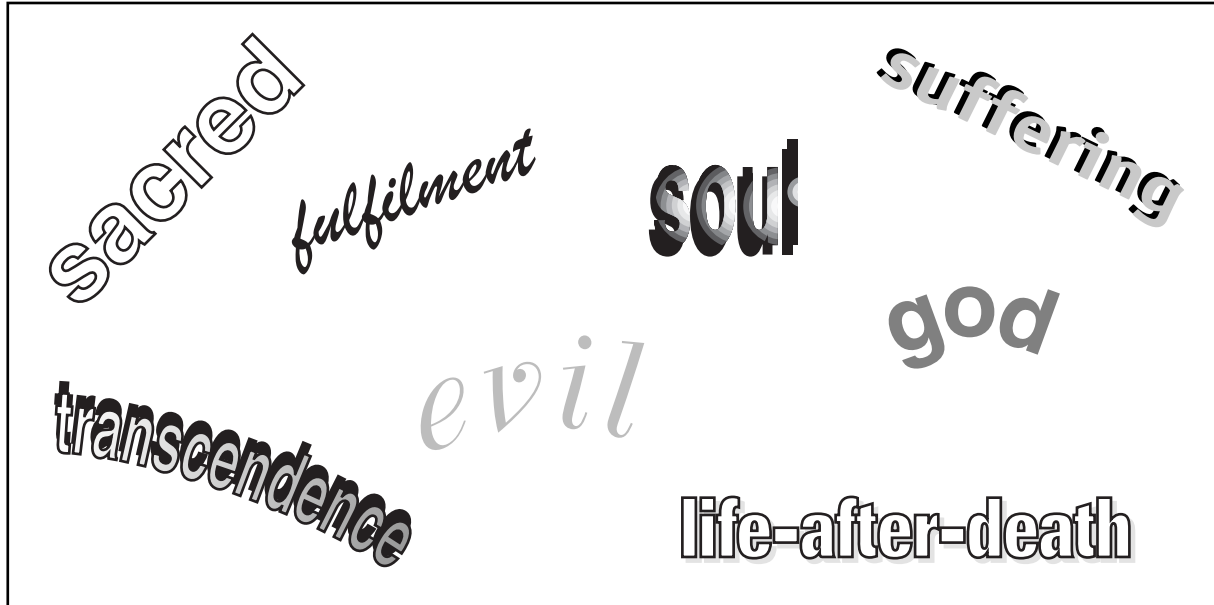 sacred
fulfilment
soul
suffering
god
evil
transcendence
life-after-death